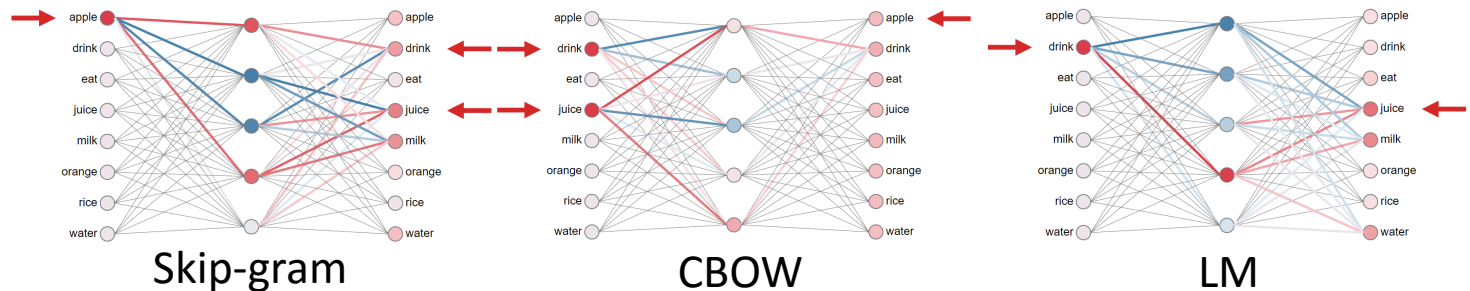 apple apple
drink drink
eat eat
juice juice
milk milk
orange orange
rice rice
water water
Skip-gram
apple apple
drink drink
eat eat
juice juice
milk milk
orange orange
rice rice
water water
CBOW
apple apple
drink drink
eat eat
juice juice
milk milk
orange orange
rice rice
water water
LM